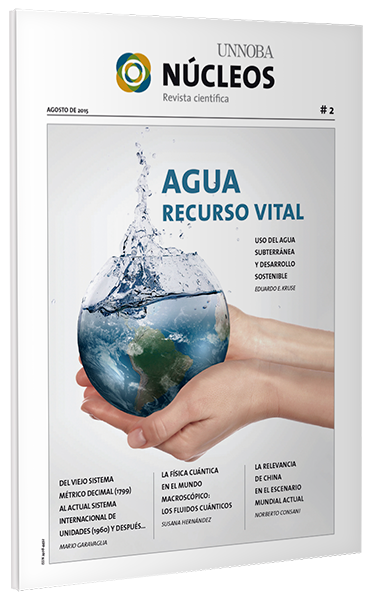 UNNOBA
NÚCLEOS
Revista científica
AGOSTO DE 2015
# 2
AGUA
RECURSO VITAL
USO DEL AGUA
SUBTERRÁNEA
Y DESARROLLO
SOSTENIBLE
EDUARDO E. KRUSE
DEL VIEJO SISTEMA
MÉTRICO DECIMAL (1799)
AL ACTUAL SISTEMA
INTERNACIONAL DE
UNIDADES (1960) Y DESPUÉS...
MARIO GARAVAGLIA
LA FÍSICA CUÁNTICA
EN EL MUNDO
MACROSCÓPICO:
LOS FLUIDOS CUÁNTICOS
SUSANA HERNÁNDEZ
LA RELEVANCIA
DE CHINA
EN EL ESCENARIO
MUNDIAL ACTUAL
NORBERTO CONSANI